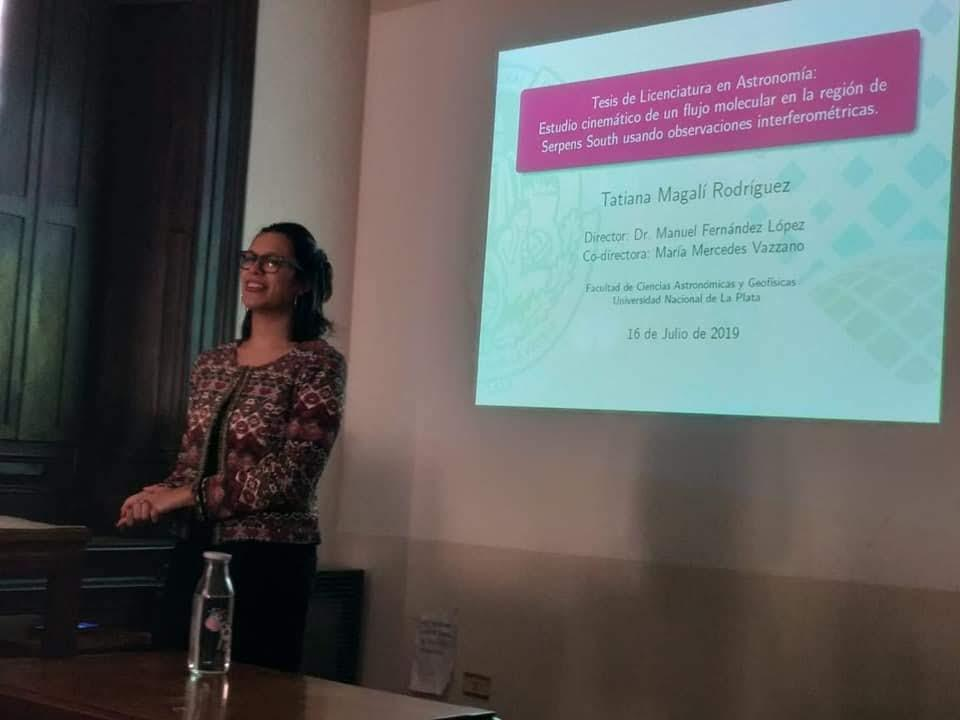 Tesis de Licenciatura en Astronomía:
Estudio cinemático de un flujo molecular en la región de
Serpens South usando observaciones interferométricas.
Tatiana Magalí Rodríguez
Director: Dr. Manuel Fernández López
Co-directora: María Mercedes Vazzano
Facultad de Ciencias Astronómicas y Geofísicas
Universidad Nacional de La Plata
16 de Julio de 2019